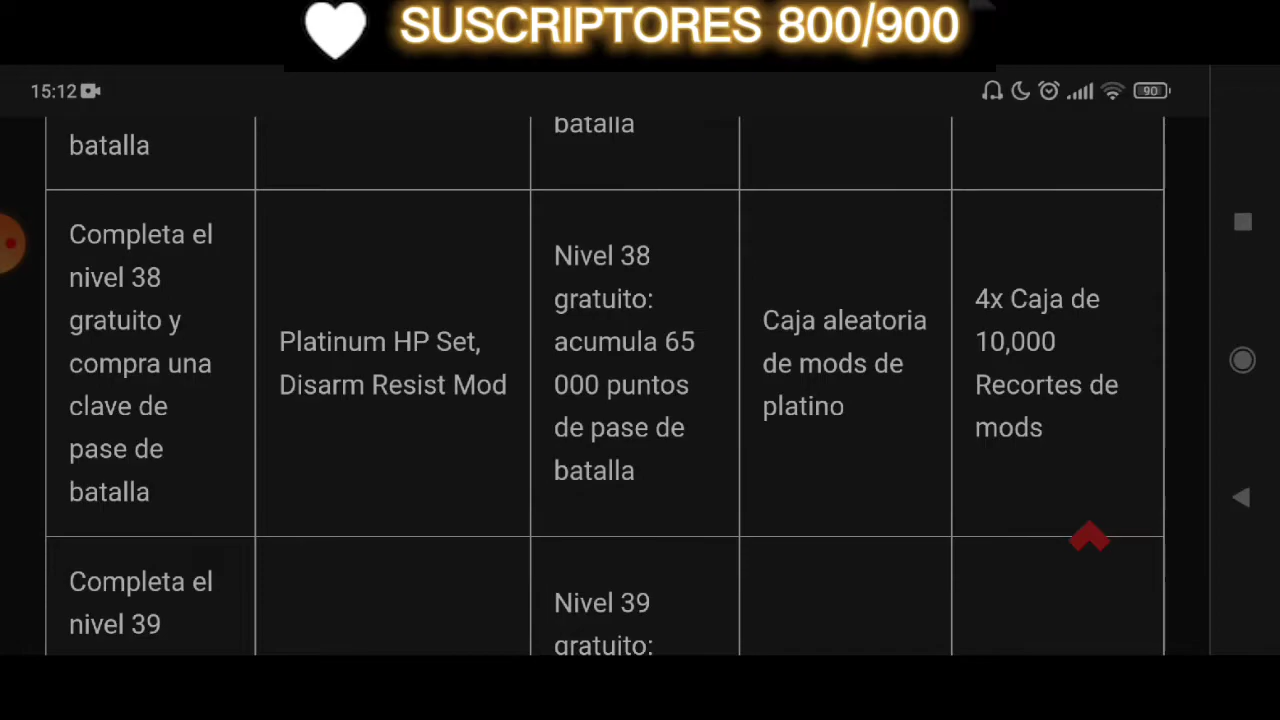 SUSCRIPTORES 800/900
15:12
90
batalla
batalla
Completa el
nivel 38
gratuito y
compra una
clave de
pase de
batalla
Platinum HP Set,
Disarm Resist Mod
Nivel 38
gratuito:
acumula 65
000 puntos
de pase de
batalla
Caja aleatoria
de mods de
platino
4x Caja de
10,000
Recortes de
mods
Completa el
nivel 39
Nivel 39
gratuito: